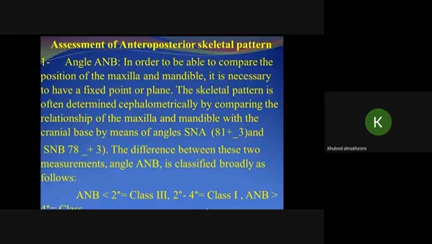 Assessment of Anteroposterior skeletal pattern
1- Angle ANB: In order to be able to compare the
position of the maxilla and mandible, it is necessary
to have a fixed point or plane. The skeletal pattern is
often determined cephalometrically by comparing the
relationship of the maxilla and mandible with the
cranial base by means of angles SNA (81+_3)and
SNB 78 _+ 3). The difference between these two
measurements, angle ANB, is classified broadly as
follows:
ANB < 2°= Class III, 2°- 4°= Class I , ANB >
4°= Class
K